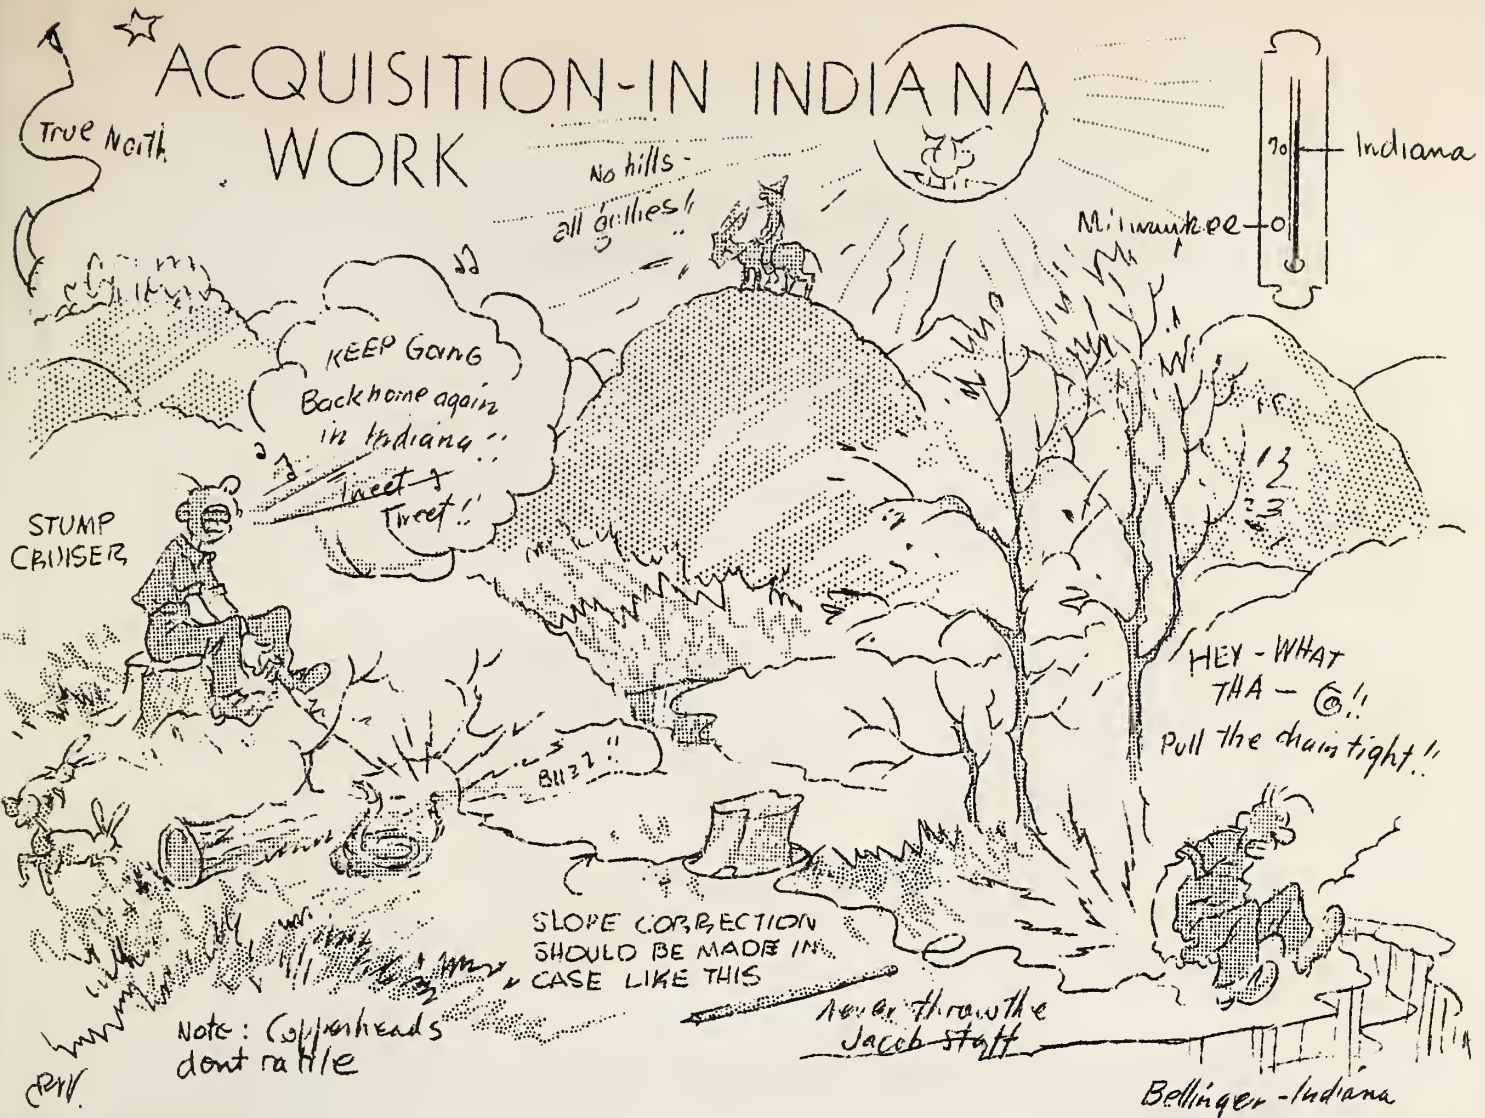 ACQUISITION-IN INDIANA
WORK
True North
No hills -
all gullies!!
70
Indiana
Milwaukee
0
KEEP GoinG
Back home again
in Indiana!!
Tweet
Tweet!!
STUMP
CRUISER
HEY - WHAT
THA - @!!
Pull the chain tight!!
BUZZ!!
SLOPE CORRECTION
SHOULD BE MADE IN
CASE LIKE THIS
Never throw the
Jacob staff
Note: Copperheads
dont rattle
Bellinger - Indiana